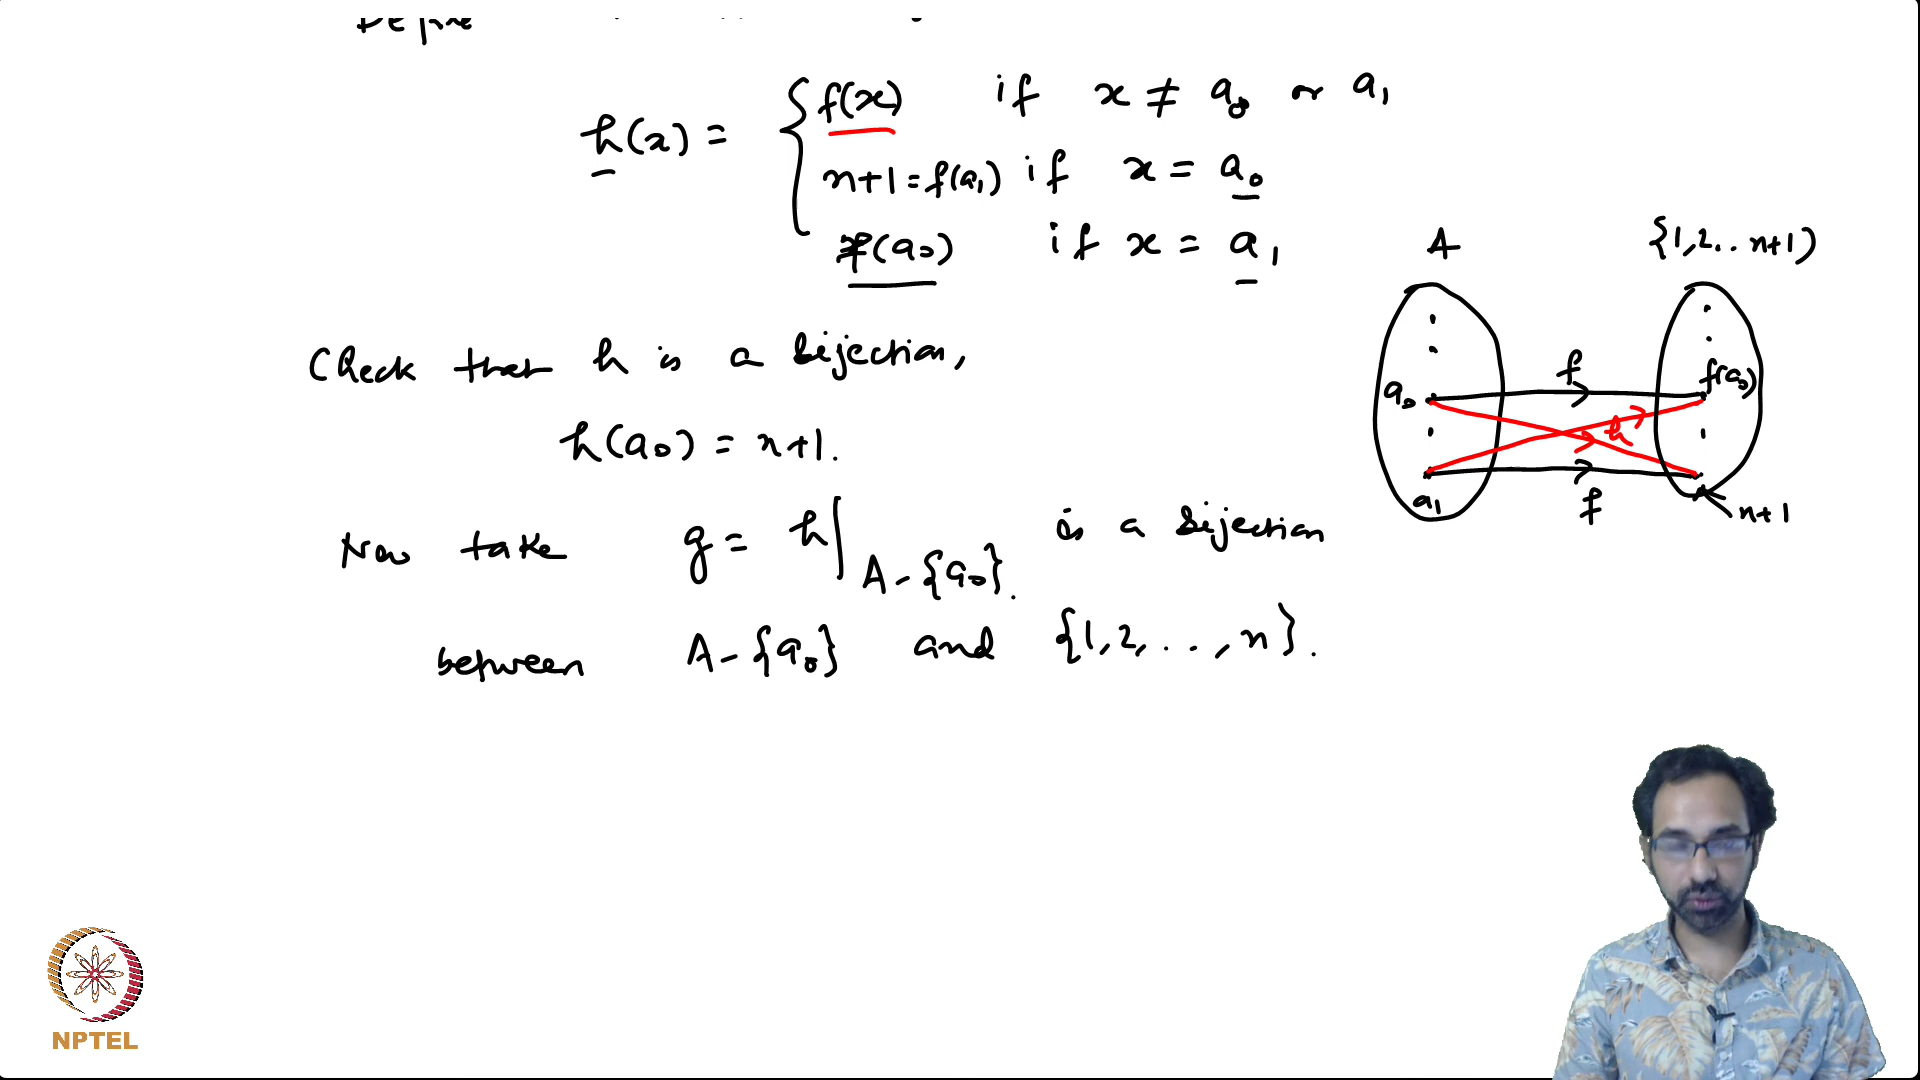 Define
h(x) = { f(x) if x ≠ a₀ or a₁
n+1 = f(a₁) if x = a₀
f(a₀) if x = a₁
A {1,2,.. n+1)
Check that h is a bijection,
a₀ f f(a₀)
h
h(a₀) = n+1.
a₁ f n+1
Now take g = h|A-{a₀}. is a bijection
between A-{a₀} and {1,2,...,n}.
NPTEL